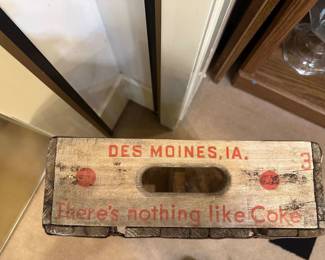 DES MOINES, IA.
3
There's nothing like Coke